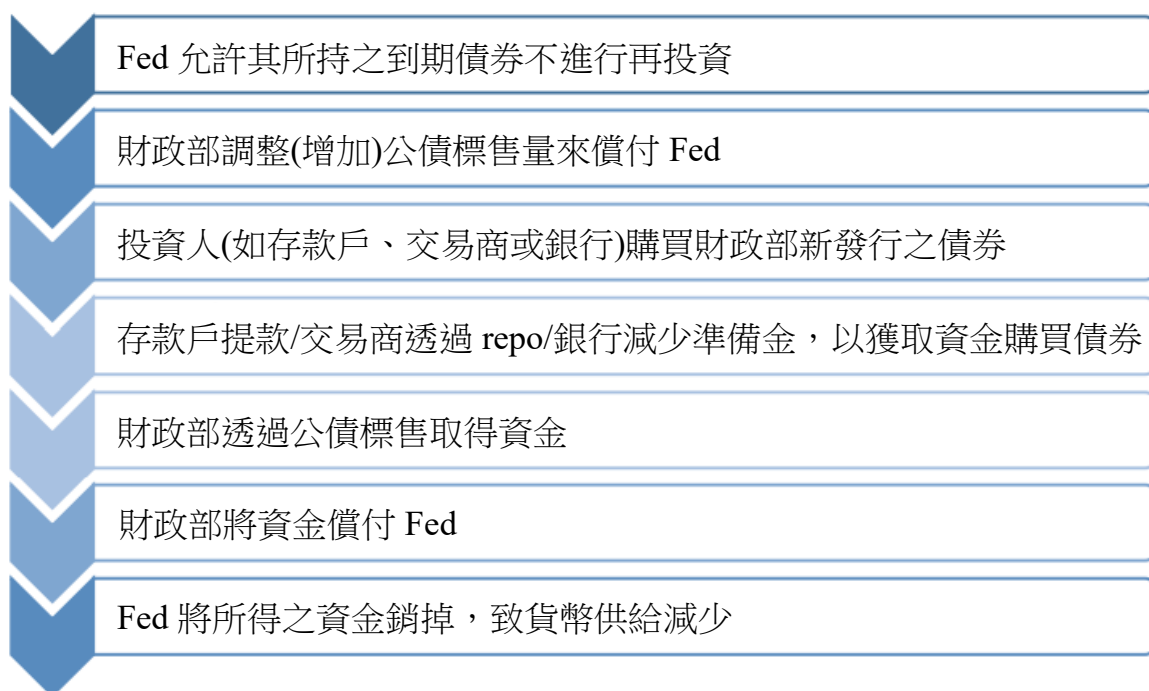 Fed 允許其所持之到期債券不進行再投資
財政部調整(增加)公債標售量來償付 Fed
投資人(如存款戶、交易商或銀行)購買財政部新發行之債券
存款戶提款/交易商透過 repo/銀行減少準備金，以獲取資金購買債券
財政部透過公債標售取得資金
財政部將資金償付 Fed
Fed 將所得之資金銷掉，致貨幣供給減少